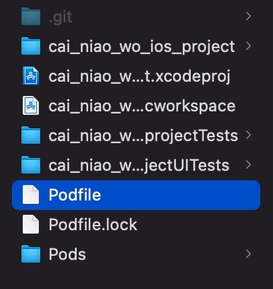 .git
cai_niao_wo_ios_project
cai_niao_w...t.xcodeproj
cai_niao_w...cworkspace
cai_niao_w...projectTests
cai_niao_w...jectUITests
Podfile
Podfile.lock
Pods